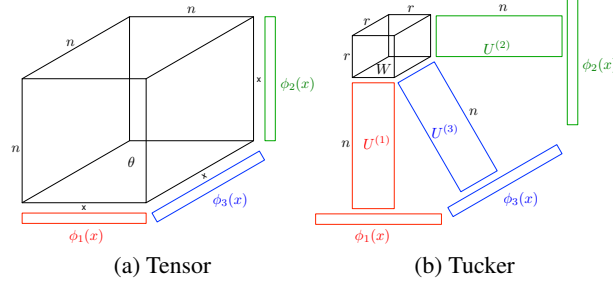 n
n
n
θ
x
x
x
ϕ₁(x)
ϕ₂(x)
ϕ₃(x)
(a) Tensor
r
r
r
W
n
U⁽²⁾
ϕ₂(x)
n
U⁽¹⁾
U⁽³⁾
n
ϕ₃(x)
ϕ₁(x)
(b) Tucker